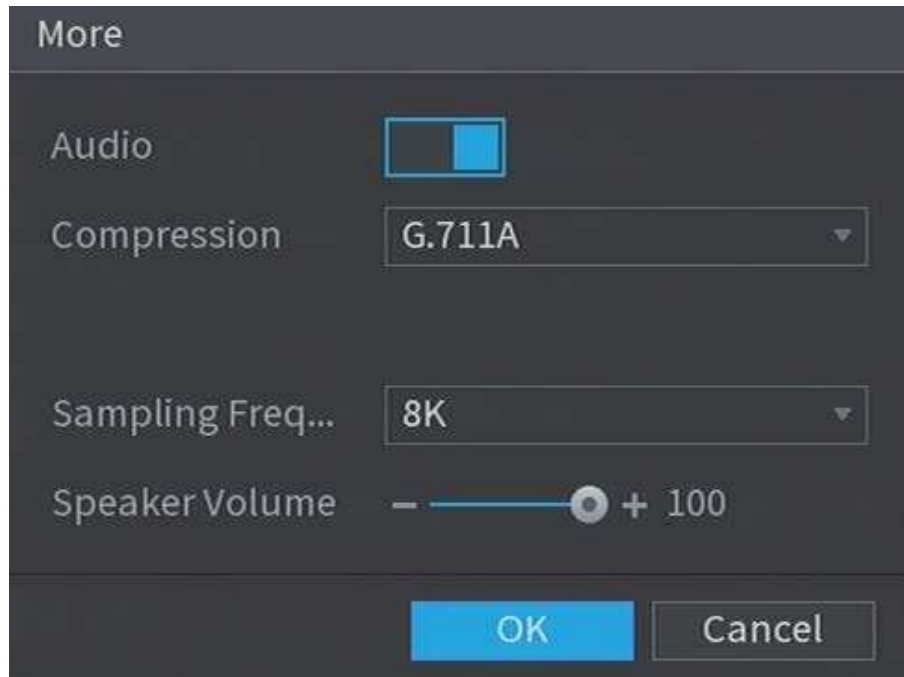 More
Audio
Compression G.711A
Sampling Freq... 8K
Speaker Volume - + 100
OK Cancel